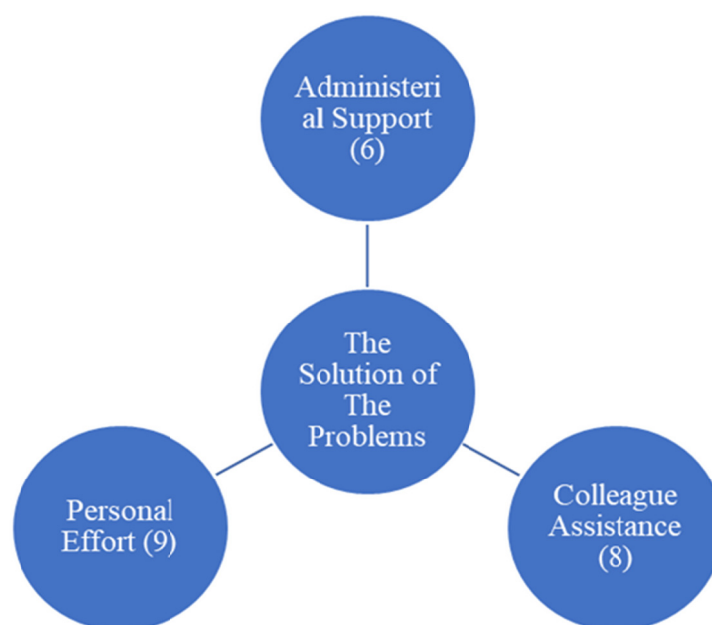 Administeri
al Support
(6)
The
Solution of
The
Problems
Personal
Effort (9)
Colleague
Assistance
(8)